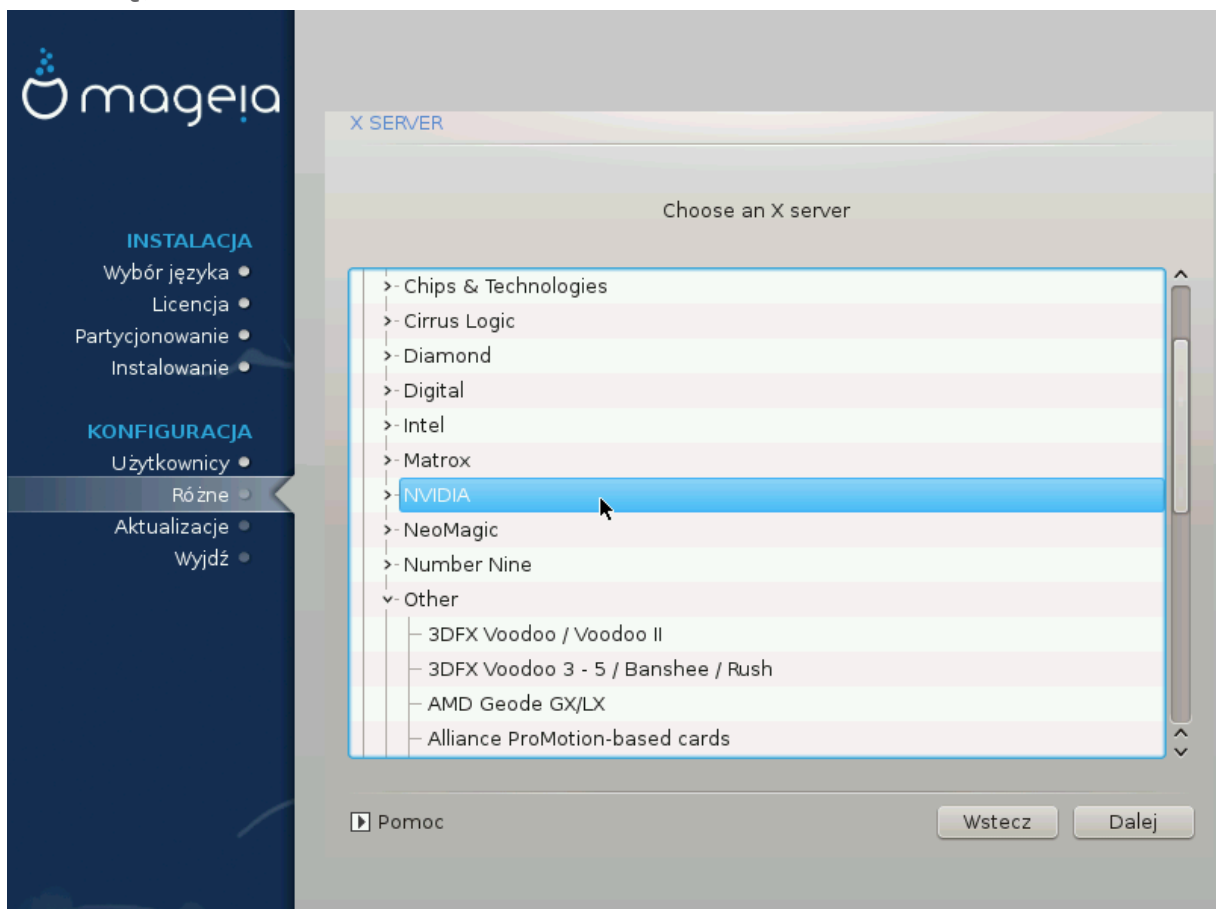 mageia
INSTALACJA
Wybór języka
Licencja
Partycjonowanie
Instalowanie
KONFIGURACJA
Użytkownicy
Różne
Aktualizacje
Wyjdź
X SERVER
Choose an X server
Chips & Technologies
Cirrus Logic
Diamond
Digital
Intel
Matrox
NVIDIA
NeoMagic
Number Nine
Other
3DFX Voodoo / Voodoo II
3DFX Voodoo 3 - 5 / Banshee / Rush
AMD Geode GX/LX
Alliance ProMotion-based cards
Pomoc
Wstecz
Dalej